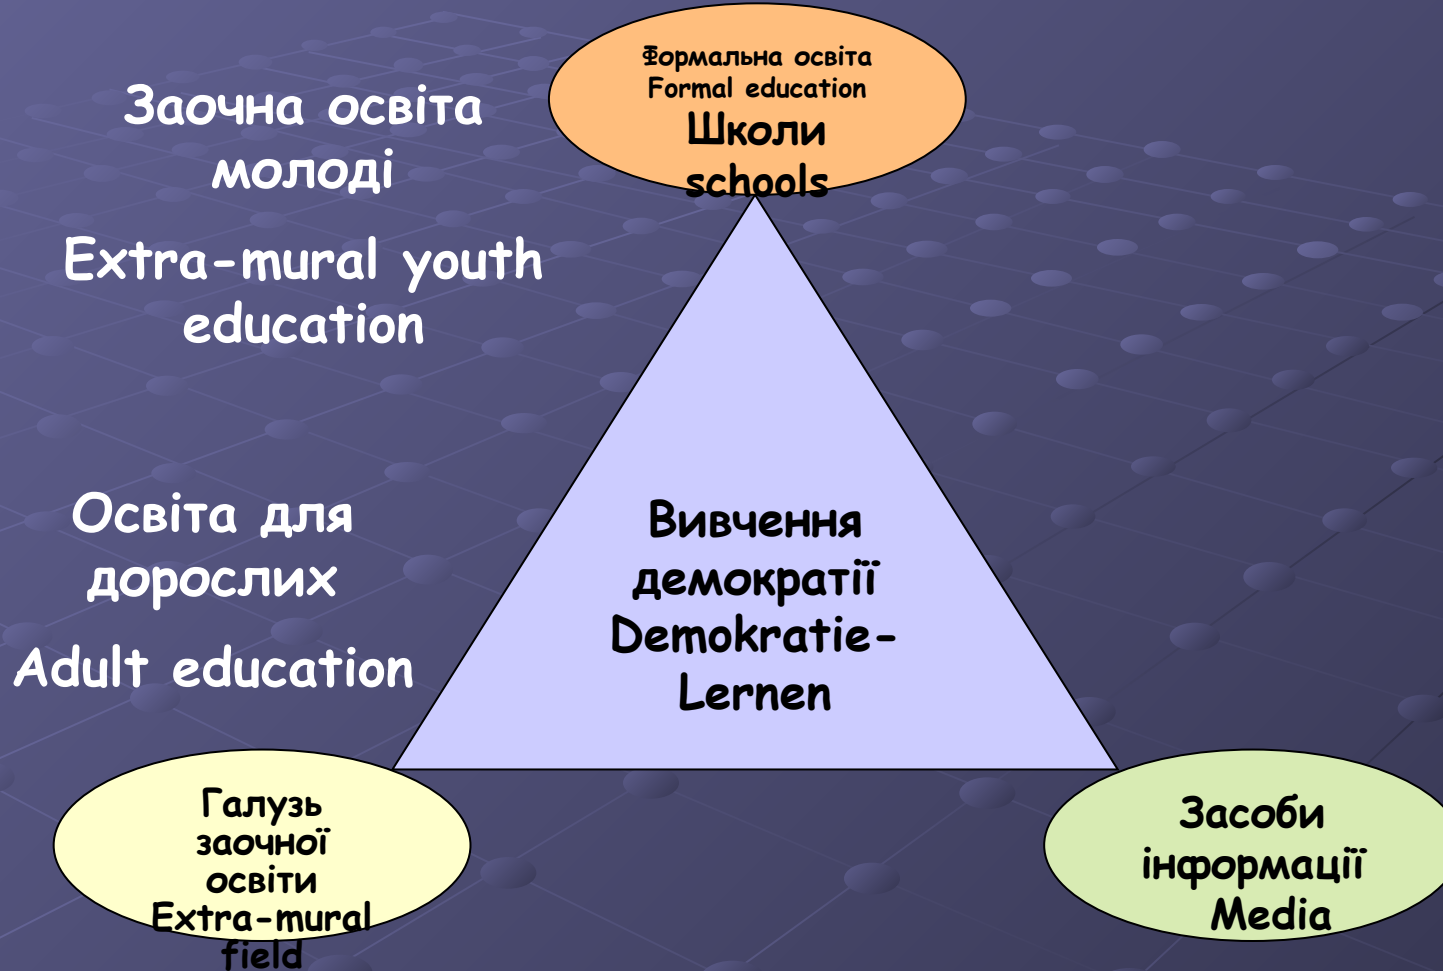 Формальна освіта
Formal education
Школи
schools
Заочна освіта
молоді
Extra-mural youth
education
Освіта для
дорослих
Adult education
Вивчення
демократії
Demokratie-
Lernen
Галузь
заочної
освіти
Extra-mural
field
Засоби
інформації
Media